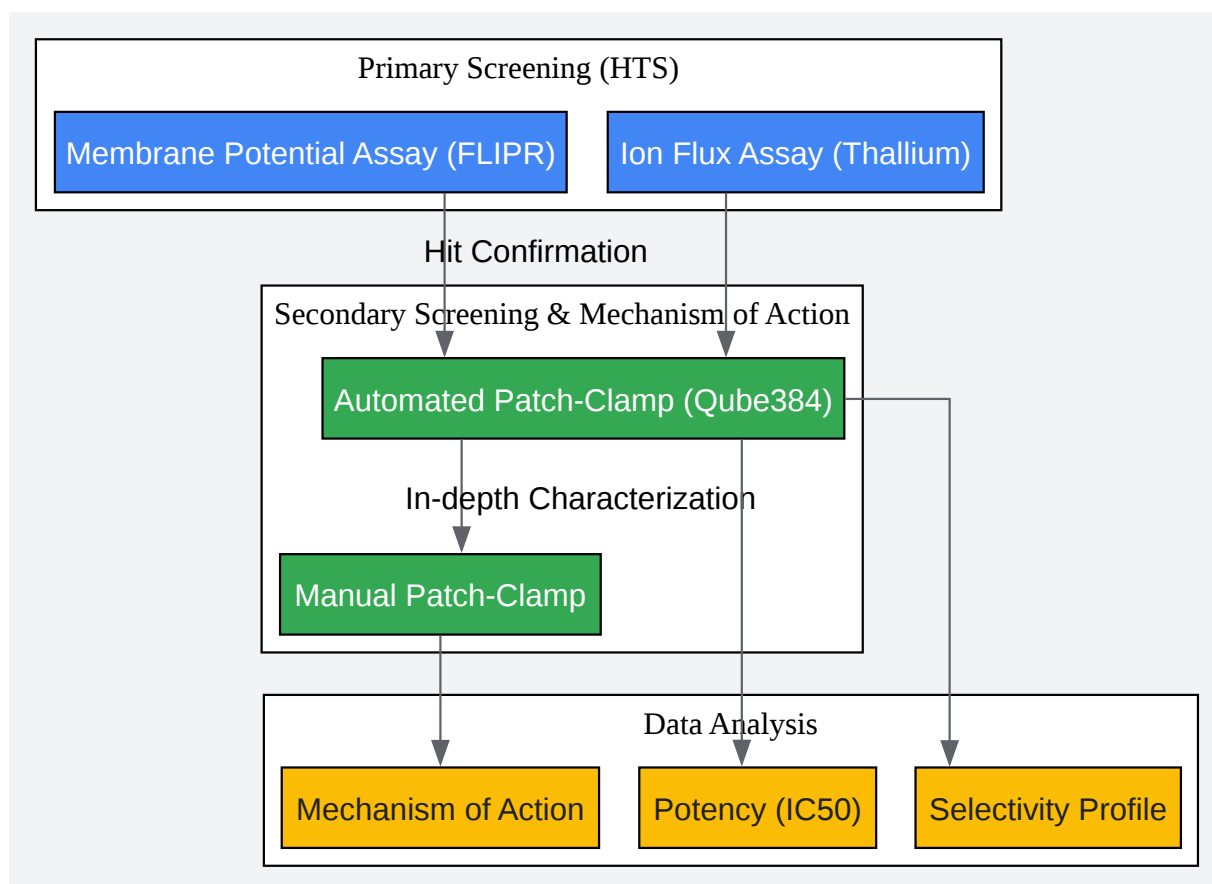 Primary Screening (HTS)
Membrane Potential Assay (FLIPR)
Ion Flux Assay (Thallium)
Hit Confirmation
Secondary Screening & Mechanism of Action
Automated Patch-Clamp (Qube384)
In-depth Characterization
Manual Patch-Clamp
Data Analysis
Mechanism of Action
Potency (IC50)
Selectivity Profile